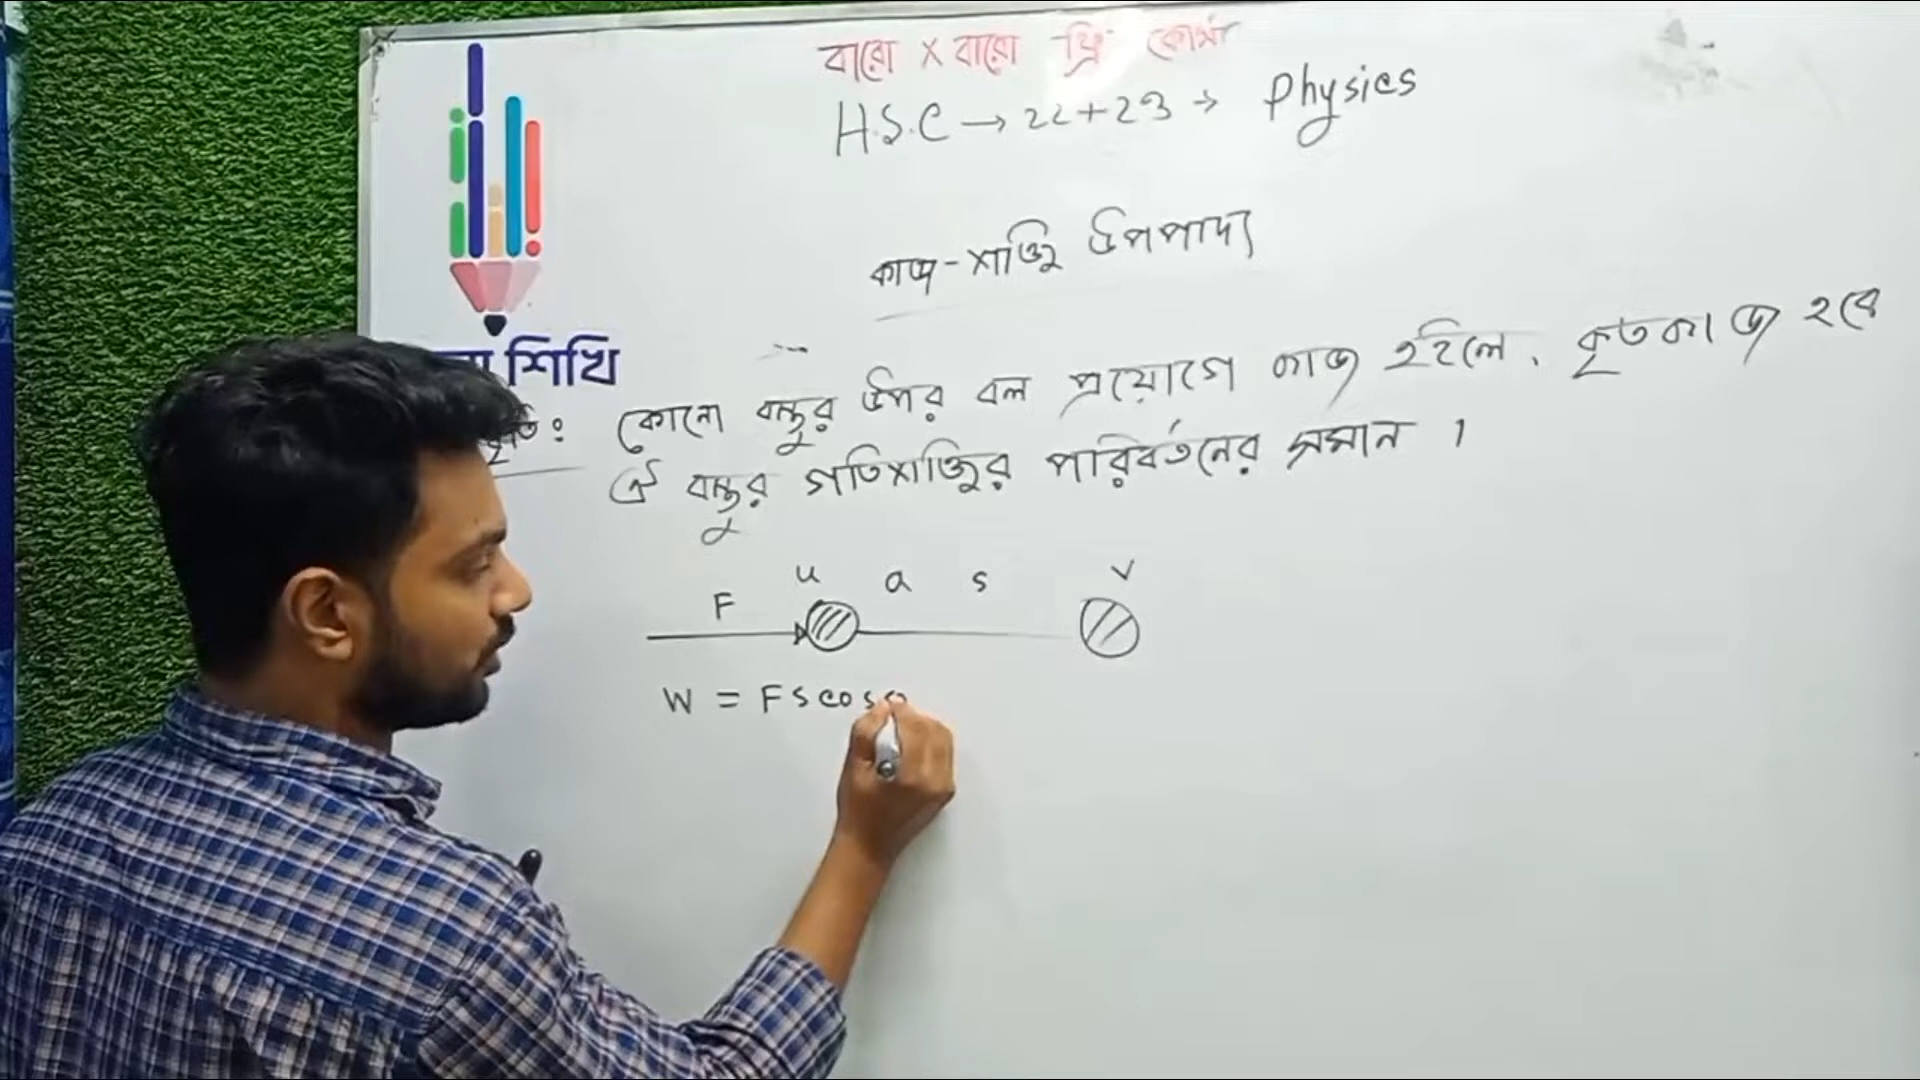 বারো x বারো ফ্রি কোর্স
H.S.C → 22+23 → Physics
কাজ-শক্তি উপপাদ্য
শিখি
কোনো বস্তুর উপর বল প্রয়োগে কাজ হইলে, কৃতকাজ হবে
ঐ বস্তুর গতিশক্তির পরিবর্তনের সমান ।
u a s v
F
W = Fscos